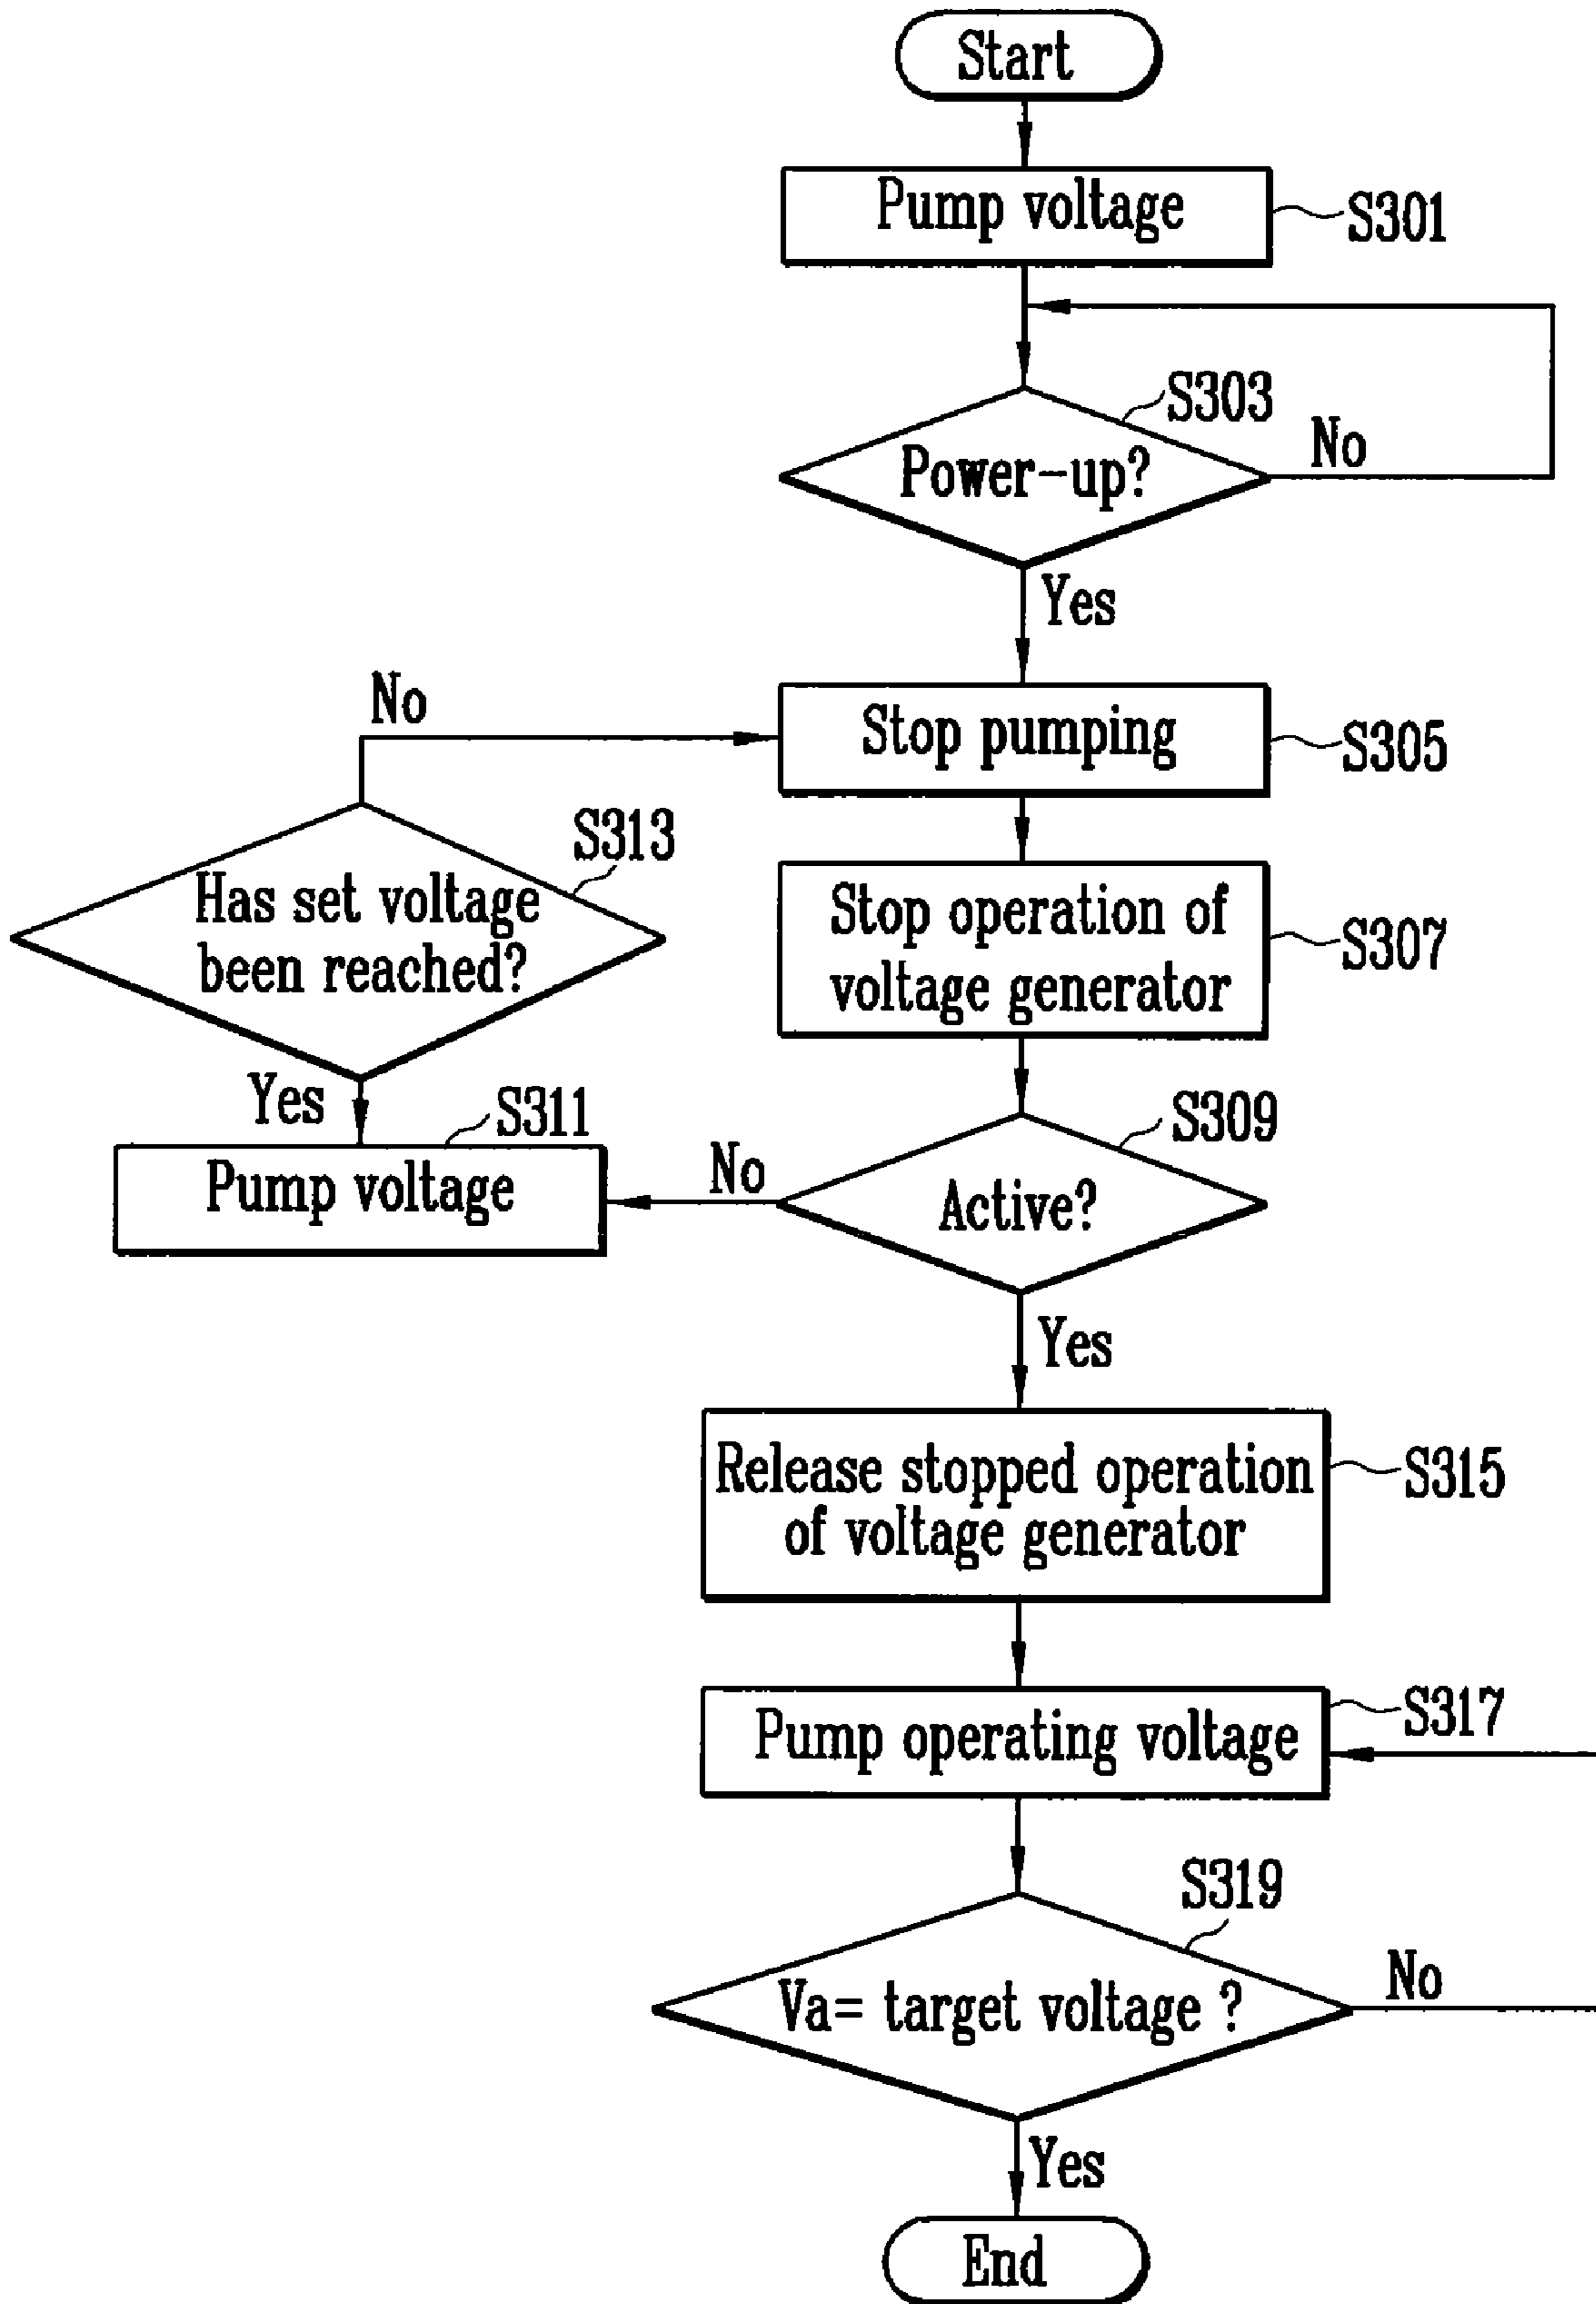 Start
Pump voltage
S301
S303
Power-up?
No
Yes
No
Stop pumping
S305
S313
Has set voltage
been reached?
Stop operation of
voltage generator
S307
Yes
S311
Pump voltage
No
S309
Active?
Yes
Release stopped operation
of voltage generator
S315
Pump operating voltage
S317
S319
Va= target voltage ?
No
Yes
End